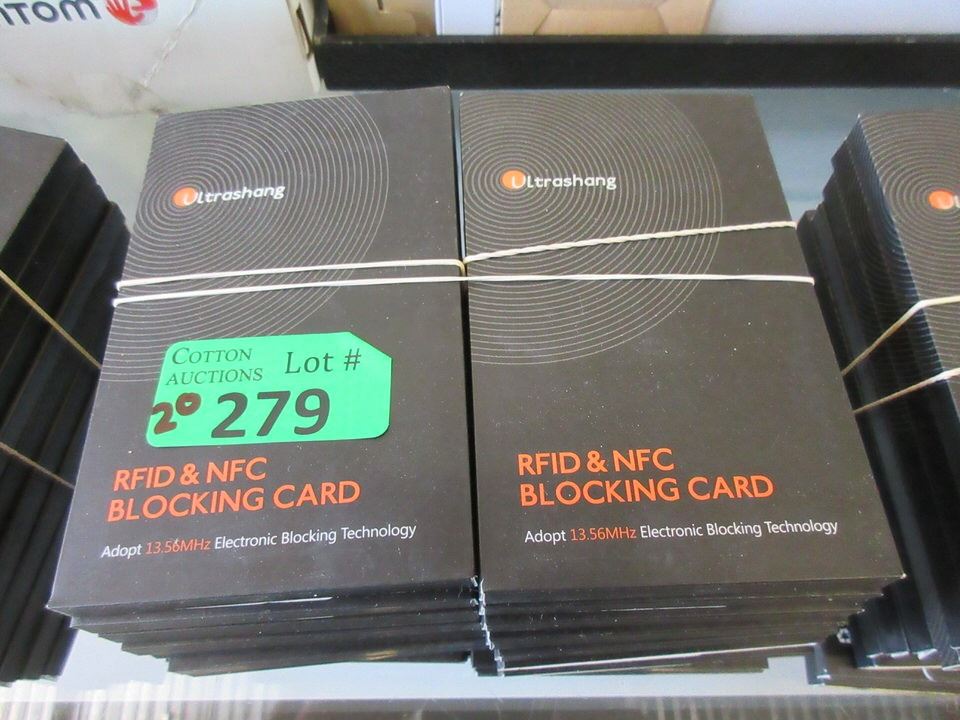 Ultrashang
Ultrashang
COTTON
AUCTIONS
Lot #
20
279
RFID & NFC
BLOCKING CARD
Adopt 13.56MHz Electronic Blocking Technology
RFID & NFC
BLOCKING CARD
Adopt 13.56MHz Electronic Blocking Technology